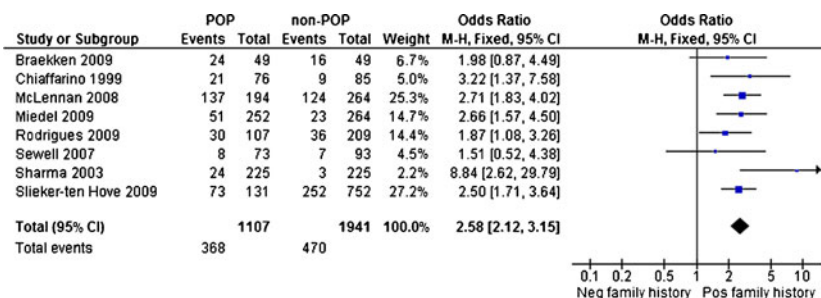 POP non-POP Odds Ratio Odds Ratio
Study or Subgroup Events Total Events Total Weight M-H, Fixed, 95% CI M-H, Fixed, 95% CI
Braekken 2009 24 49 16 49 6.7% 1.98 [0.87, 4.49]
Chiaffarino 1999 21 76 9 85 5.0% 3.22 [1.37, 7.58]
McLennan 2008 137 194 124 264 25.3% 2.71 [1.83, 4.02]
Miedel 2009 51 252 23 264 14.7% 2.66 [1.57, 4.50]
Rodrigues 2009 30 107 36 209 14.4% 1.87 [1.08, 3.26]
Sewell 2007 8 73 7 93 4.5% 1.51 [0.52, 4.38]
Sharma 2003 24 225 3 225 2.2% 8.84 [2.62, 29.79]
Slieker-ten Hove 2009 73 131 252 752 27.2% 2.50 [1.71, 3.64]
Total (95% CI) 1107 1941 100.0% 2.58 [2.12, 3.15]
Total events 368 470
0.1 0.2 0.5 1 2 5 10
Neg family history Pos family history